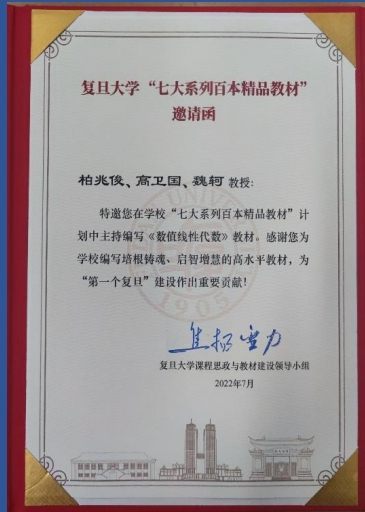 复旦大学“七大系列百本精品教材”
邀请函
柏兆俊、高卫国、魏轲 教授:
特邀您在学校“七大系列百本精品教材”计
划中主持编写《数值线性代数》教材。感谢您为
学校编写培根铸魂、启智增慧的高水平教材，为
“第一个复旦”建设作出重要贡献!
焦扬
复旦大学课程思政与教材建设领导小组
2022年7月
1905